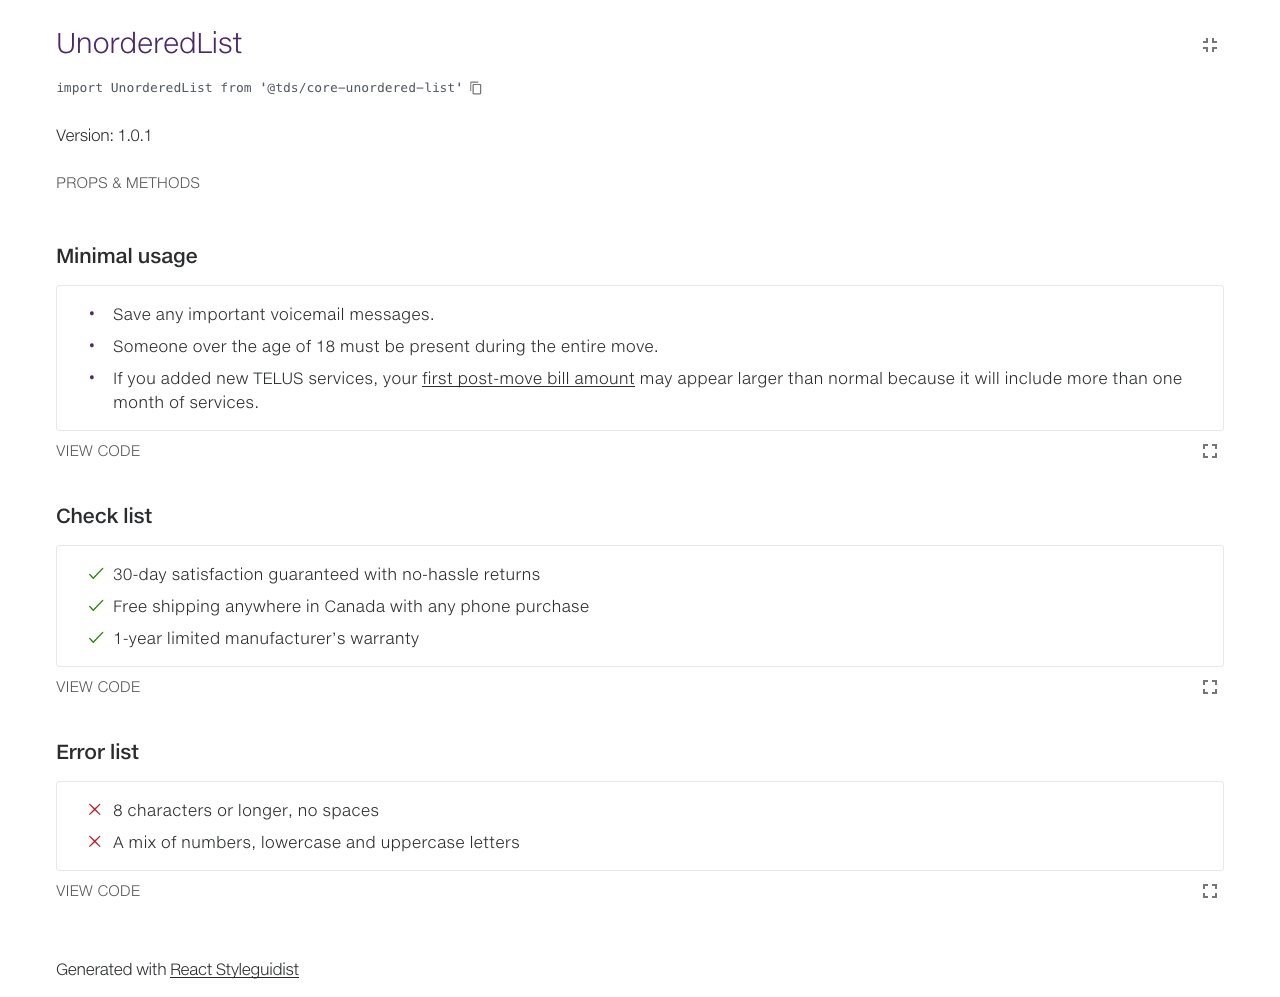 UnorderedList
import UnorderedList from '@tds/core-unordered-list'
Version: 1.0.1
PROPS & METHODS
Minimal usage
• Save any important voicemail messages.
• Someone over the age of 18 must be present during the entire move.
• If you added new TELUS services, your first post-move bill amount may appear larger than normal because it will include more than one
month of services.
VIEW CODE
Check list
30-day satisfaction guaranteed with no-hassle returns
Free shipping anywhere in Canada with any phone purchase
1-year limited manufacturer's warranty
VIEW CODE
Error list
8 characters or longer, no spaces
A mix of numbers, lowercase and uppercase letters
VIEW CODE
Generated with React Styleguidist